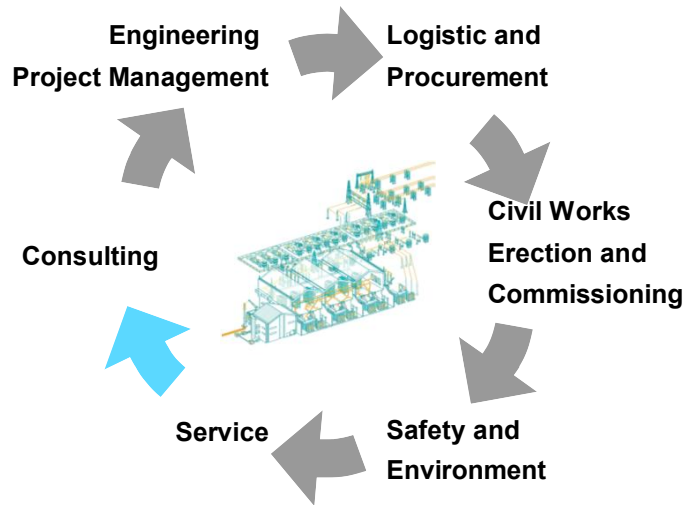 Engineering
Project Management
Logistic and
Procurement
Civil Works
Erection and
Commissioning
Safety and
Environment
Service
Consulting